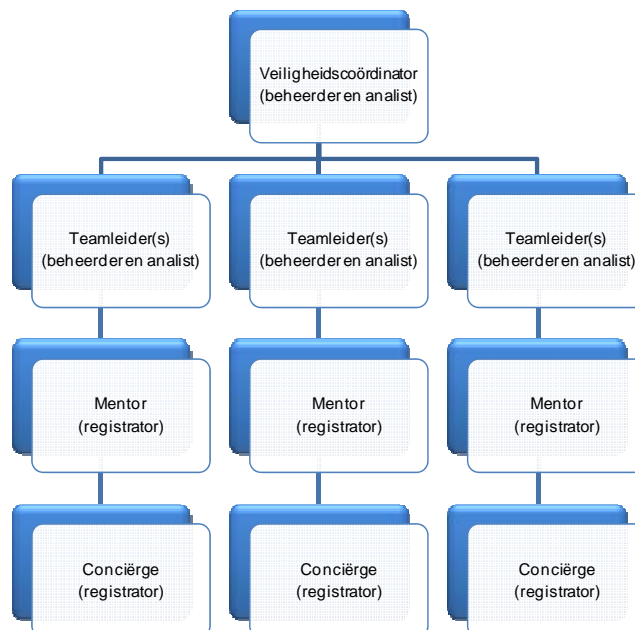 Veiligheidscoördinator
(beheerder en analist)
Teamleider(s)
(beheerder en analist)
Teamleider(s)
(beheerder en analist)
Teamleider(s)
(beheerder en analist)
Mentor
(registrator)
Mentor
(registrator)
Mentor
(registrator)
Conciërge
(registrator)
Conciërge
(registrator)
Conciërge
(registrator)